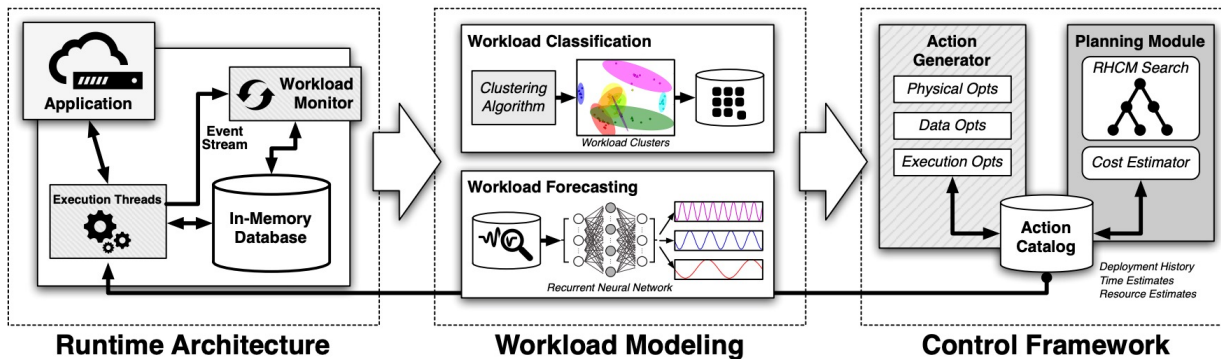 Application
Workload
Monitor
Event
Stream
Execution Threads
In-Memory
Database
Runtime Architecture
Workload Classification
Clustering
Algorithm
Workload Clusters
Workload Forecasting
Recurrent Neural Network
Workload Modeling
Action
Generator
Physical Opts
Data Opts
Execution Opts
Planning Module
RHCM Search
Cost Estimator
Action
Catalog
Deployment History
Time Estimates
Resource Estimates
Control Framework